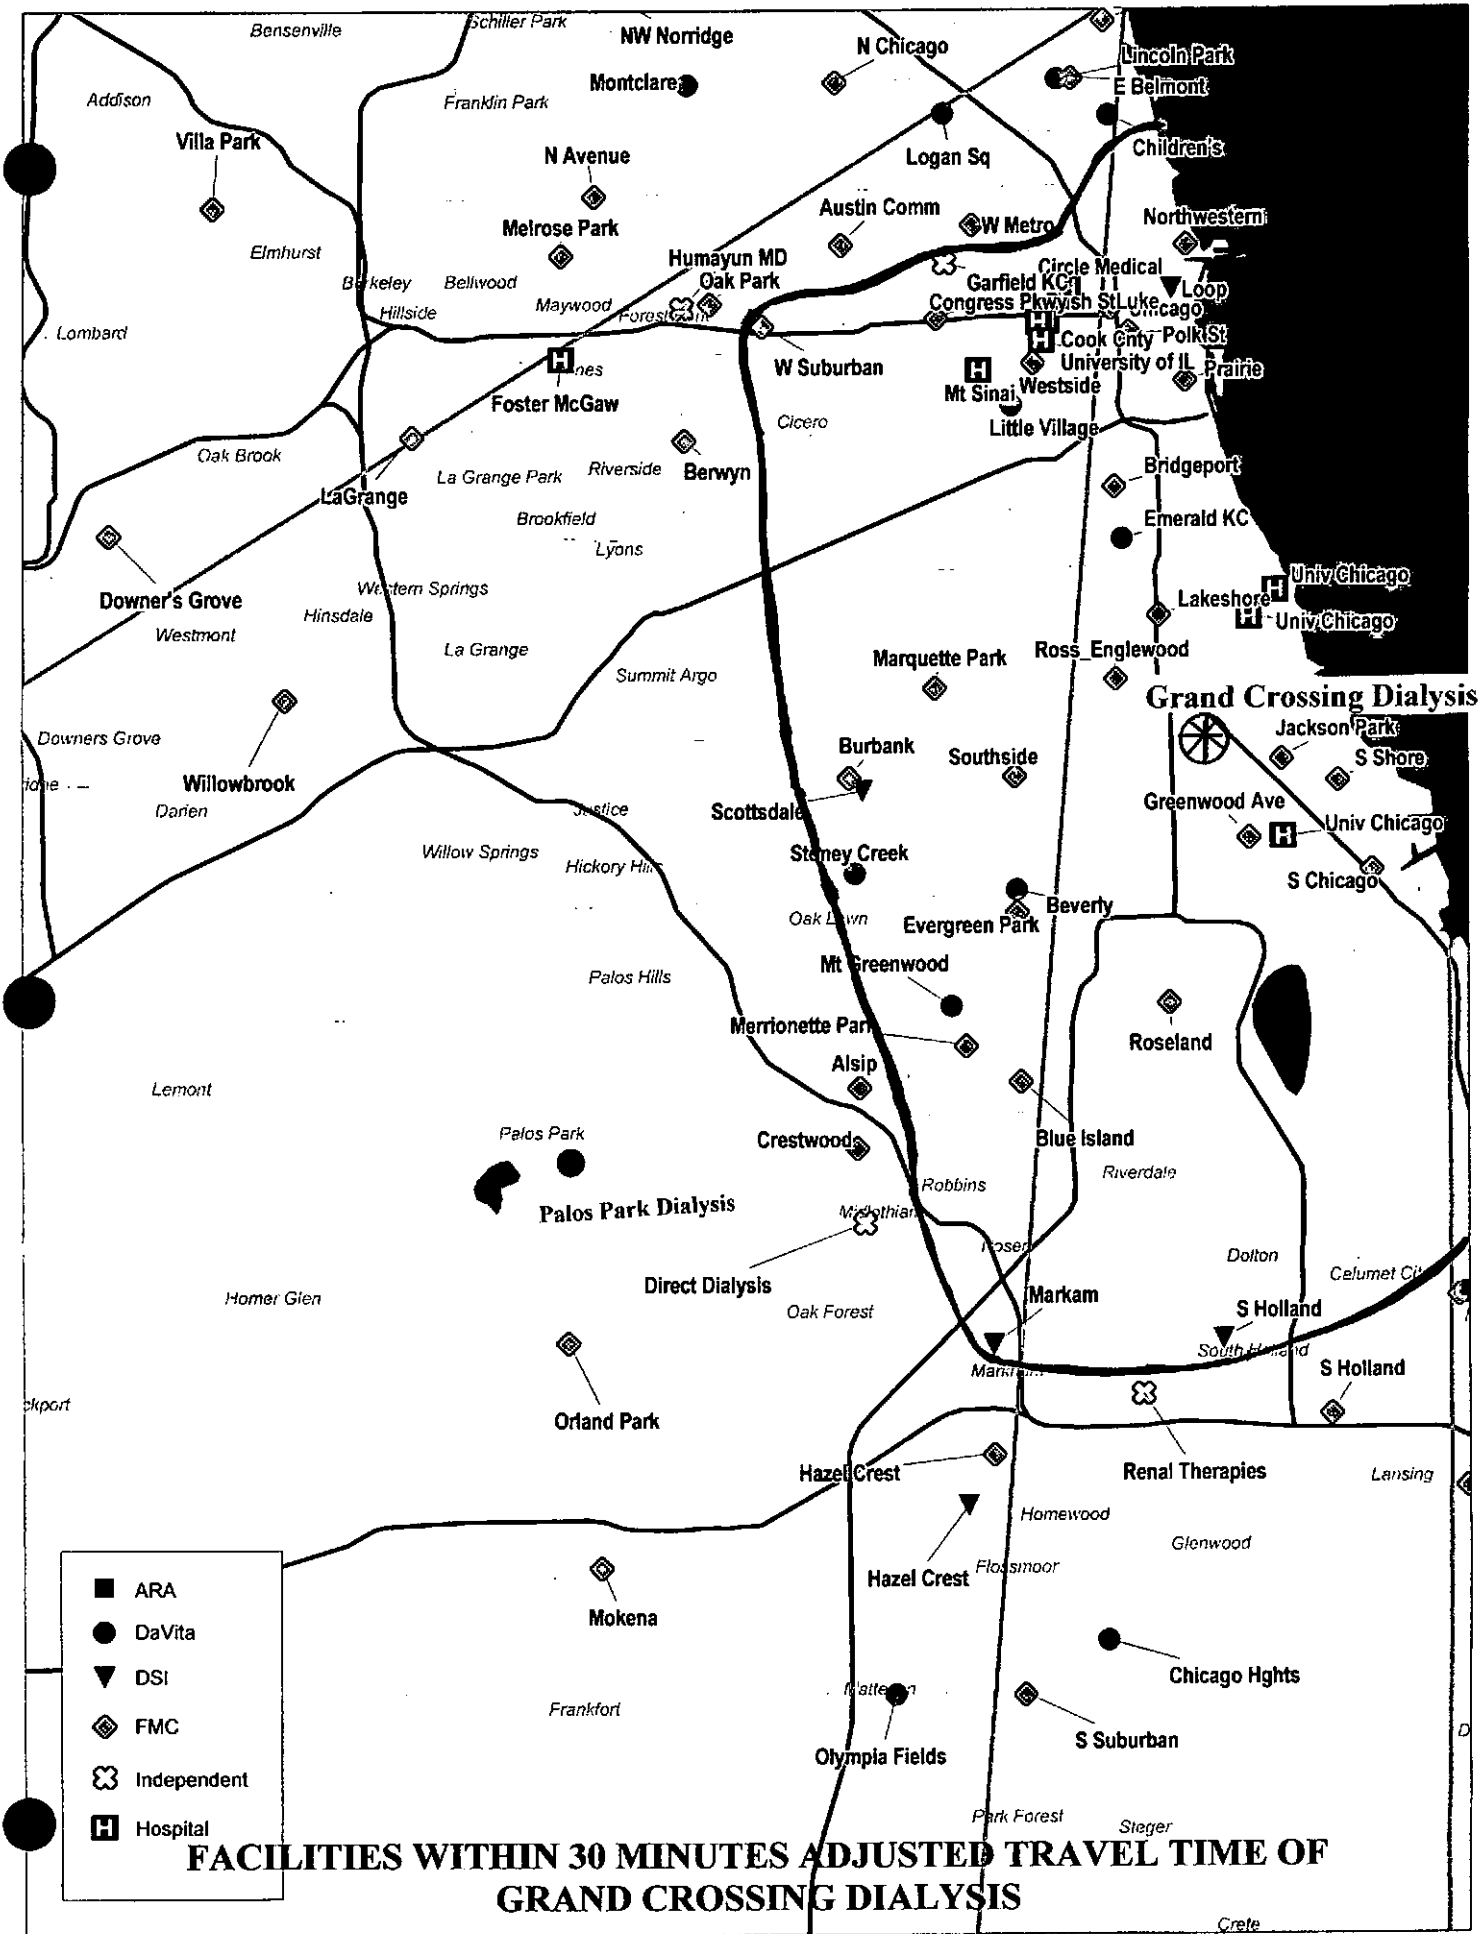 Bensenville
Schiller Park
NW Norridge
N Chicago
Lincoln Park
E Belmont
Montclare
Addison
Franklin Park
Villa Park
N Avenue
Logan Sq
Children's
Melrose Park
Austin Comm
W Metro
Northwestern
Elmhurst
Humayun MD
Oak Park
Circle Medical
Garfield KC
Loop
Berkeley
Bellwood
Maywood
Congress Pkwy
StLuke
Hillside
Lombard
Cook Cnty
Polk St
University of IL
Prairie
W Suburban
Mt Sinai
Westside
Foster McGaw
Cicero
Little Village
Oak Brook
La Grange Park
Riverside
Berwyn
Bridgeport
LaGrange
Brookfield
Emerald KC
Lyons
Univ Chicago
Downer's Grove
Western Springs
Lakeshore
Hinsdale
Univ Chicago
Westmont
La Grange
Marquette Park
Ross_Englewood
Summit Argo
Grand Crossing Dialysis
Downers Grove
Jackson Park
Burbank
Southside
S Shore
Willowbrook
Darien
Justice
Scottsdale
Greenwood Ave
Univ Chicago
Willow Springs
Hickory Hills
Stoney Creek
S Chicago
Oak Lawn
Beverly
Evergreen Park
Mt Greenwood
Palos Hills
Merrionette Park
Roseland
Alsip
Lemont
Palos Park
Crestwood
Blue Island
Riverdale
Robbins
Palos Park Dialysis
Midlothian
Dolton
Direct Dialysis
Calumet Cit
Homer Glen
Oak Forest
Markam
S Holland
South Holland
S Holland
ckport
Orland Park
Hazel Crest
Renal Therapies
Lansing
Homewood
Glenwood
Hazel Crest
Flossmoor
Mokena
Chicago Hghts
Frankfort
S Suburban
Olympia Fields
Park Forest
Steger
Crete
ARA
DaVita
DSI
FMC
Independent
H Hospital
FACILITIES WITHIN 30 MINUTES ADJUSTED TRAVEL TIME OF
GRAND CROSSING DIALYSIS